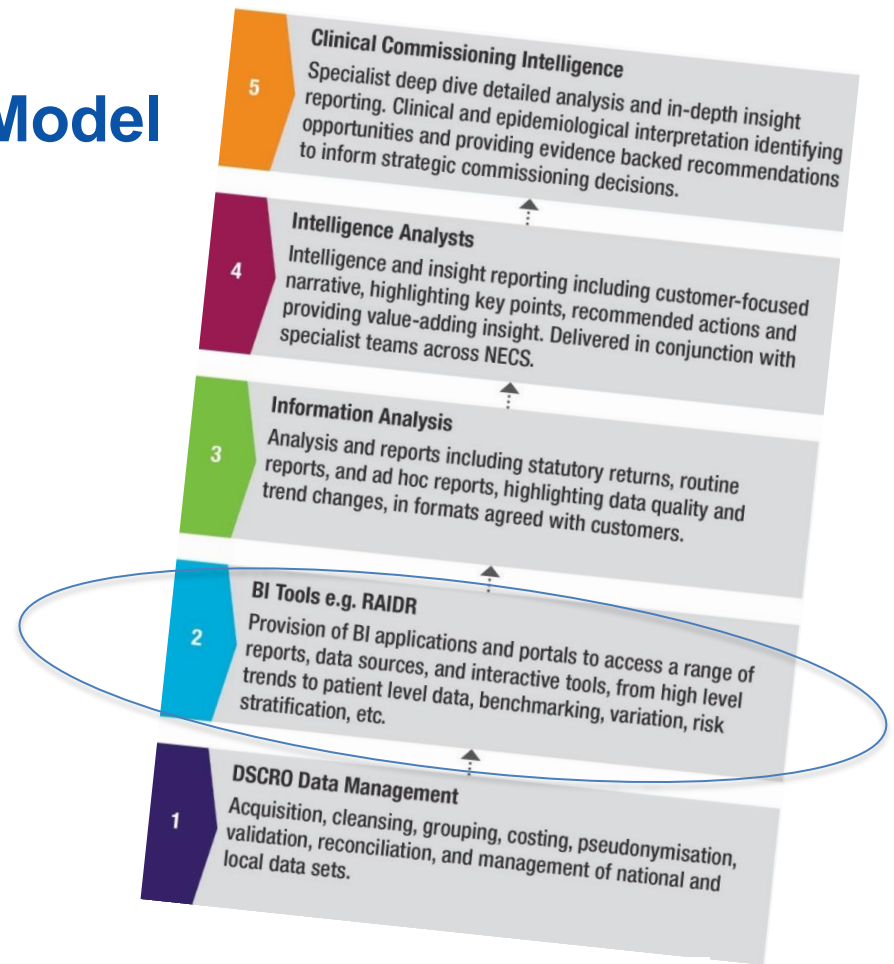 Model
5
Clinical Commissioning Intelligence
Specialist deep dive detailed analysis and in-depth insight
reporting. Clinical and epidemiological interpretation identifying
opportunities and providing evidence backed recommendations
to inform strategic commissioning decisions.
4
Intelligence Analysts
Intelligence and insight reporting including customer-focused
narrative, highlighting key points, recommended actions and
providing value-adding insight. Delivered in conjunction with
specialist teams across NECS.
3
Information Analysis
Analysis and reports including statutory returns, routine
reports, and ad hoc reports, highlighting data quality and
trend changes, in formats agreed with customers.
2
BI Tools e.g. RAIDR
Provision of BI applications and portals to access a range of
reports, data sources, and interactive tools, from high level
trends to patient level data, benchmarking, variation, risk
stratification, etc.
1
DSCRO Data Management
Acquisition, cleansing, grouping, costing, pseudonymisation,
validation, reconciliation, and management of national and
local data sets.